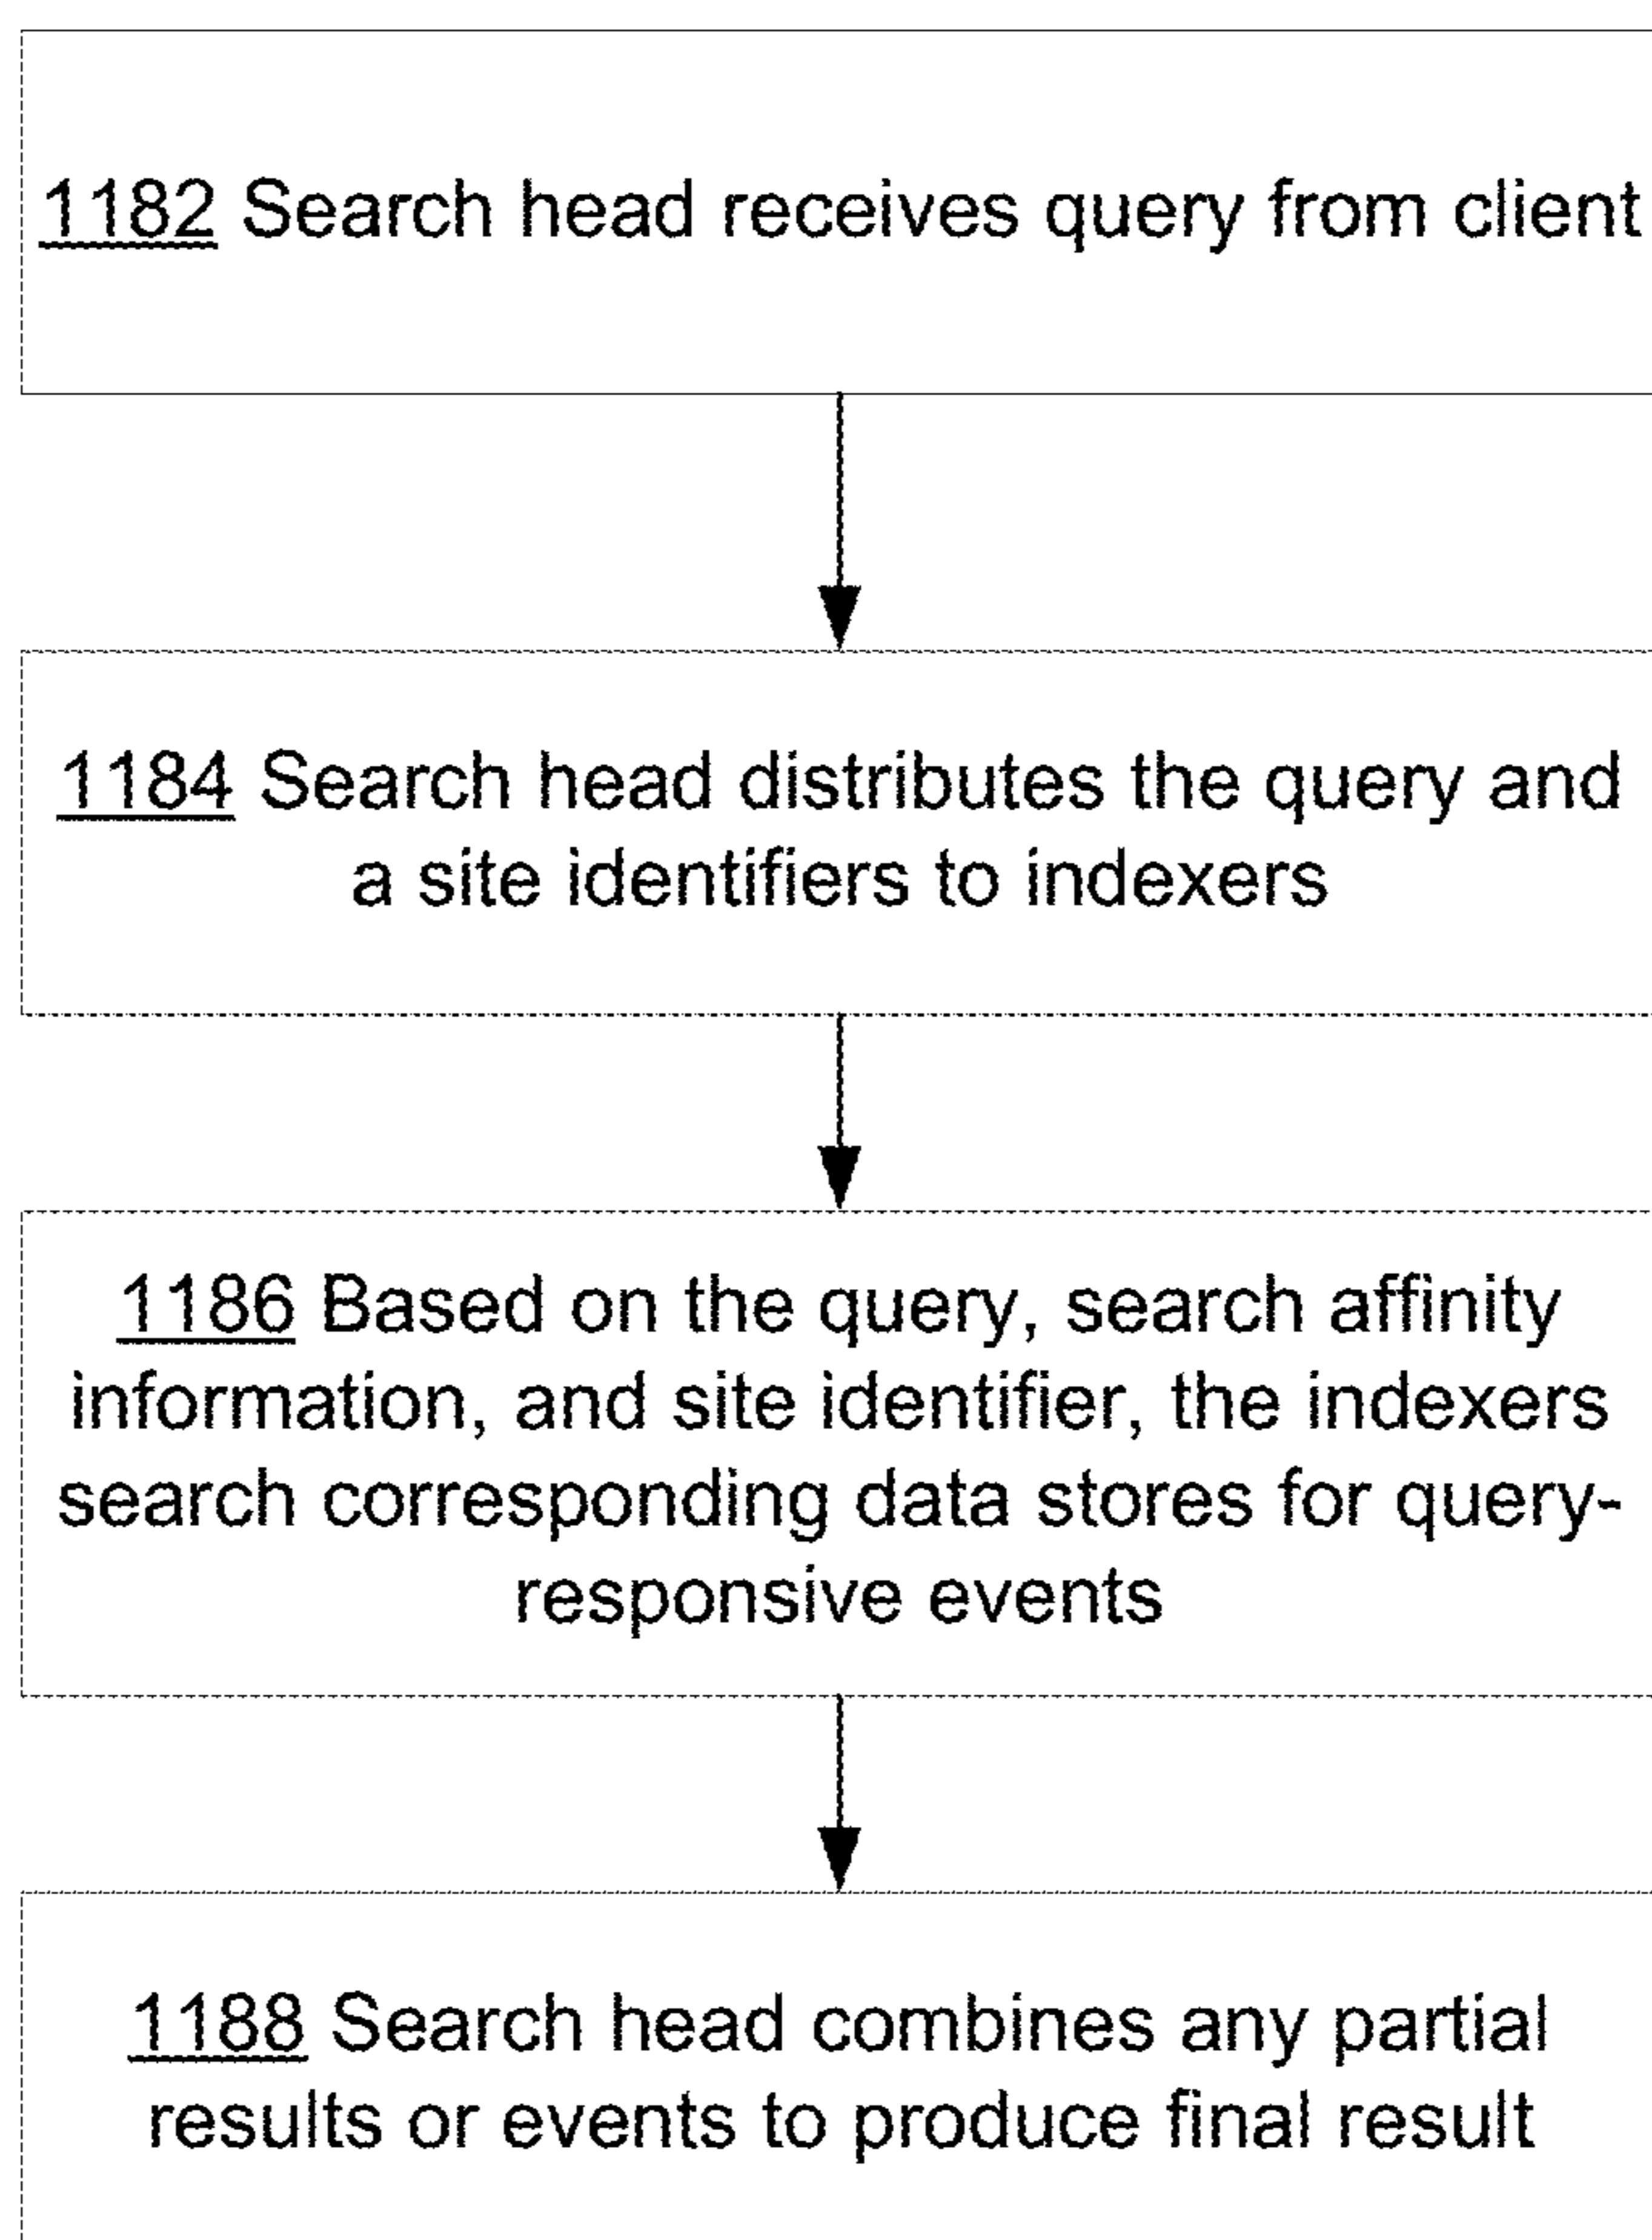 1182 Search head receives query from client
1184 Search head distributes the query and
a site identifiers to indexers
1186 Based on the query, search affinity
information, and site identifier, the indexers
search corresponding data stores for query-
responsive events
1188 Search head combines any partial
results or events to produce final result